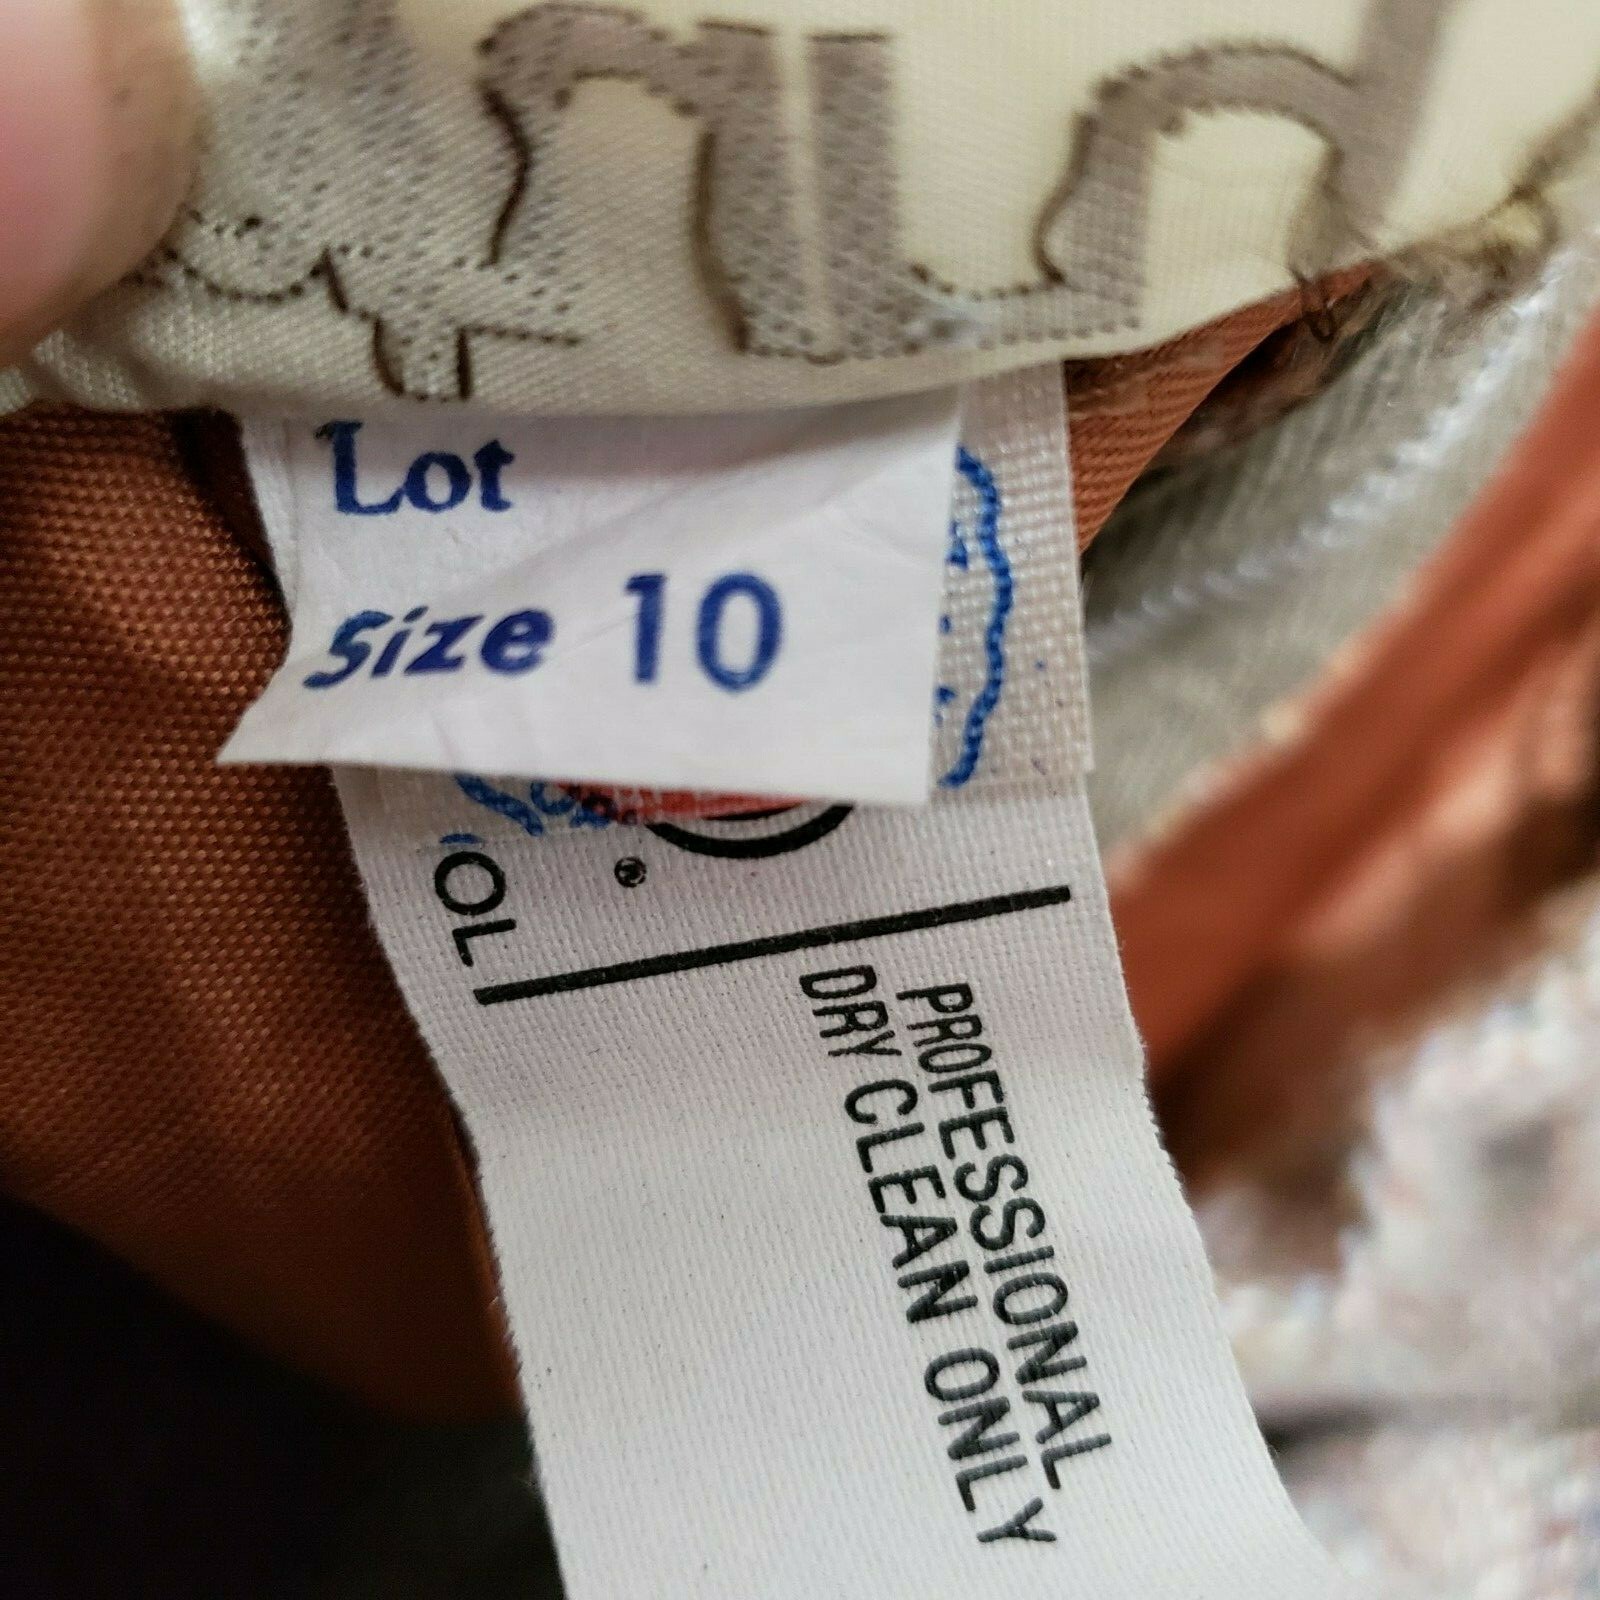 Lot
Size 10
OL
®
PROFESSIONAL
DRY CLEAN ONLY